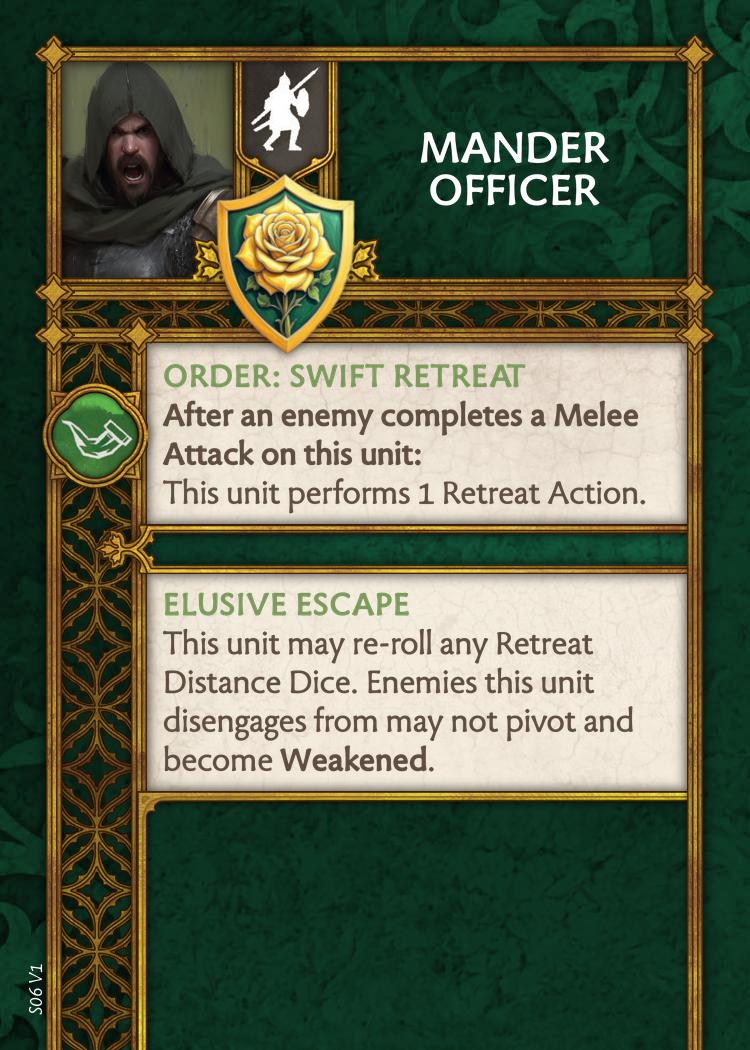 MANDER
OFFICER
ORDER: SWIFT RETREAT
After an enemy completes a Melee
Attack on this unit:
This unit performs 1 Retreat Action.
ELUSIVE ESCAPE
This unit may re-roll any Retreat
Distance Dice. Enemies this unit
disengages from may not pivot and
become Weakened.
S06 V1